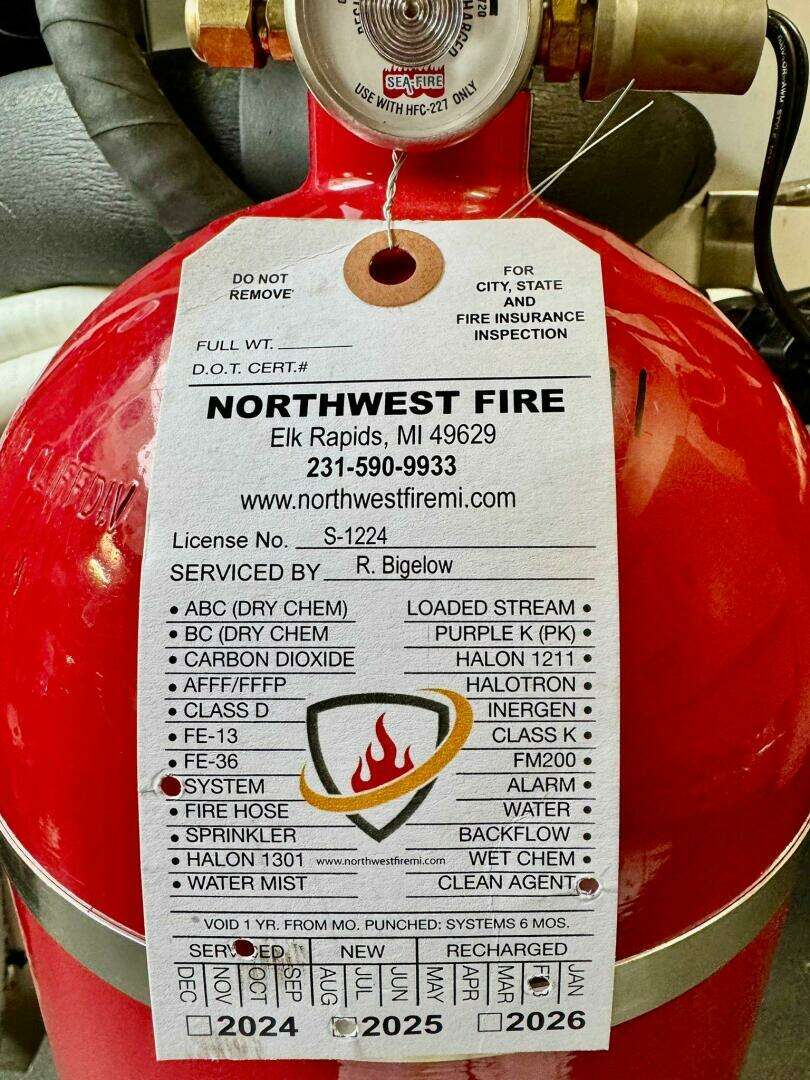 CHARGED
720
SEA-FIRE
USE WITH HFC-227 ONLY
DO NOT
REMOVE
FOR
CITY, STATE
AND
FIRE INSURANCE
INSPECTION
FULL WT.
D.O.T. CERT.#
NORTHWEST FIRE
Elk Rapids, MI 49629
231-590-9933
www.northwestfiremi.com
License No. S-1224
SERVICED BY R. Bigelow
• ABC (DRY CHEM) LOADED STREAM •
• BC (DRY CHEM PURPLE K (PK) •
• CARBON DIOXIDE HALON 1211 •
• AFFF/FFFP HALOTRON •
• CLASS D INERGEN •
• FE-13 CLASS K •
• FE-36 FM200 •
SYSTEM ALARM •
• FIRE HOSE WATER •
• SPRINKLER BACKFLOW •
• HALON 1301 www.northwestfiremi.com WET CHEM •
• WATER MIST CLEAN AGENT
VOID 1 YR. FROM MO. PUNCHED: SYSTEMS 6 MOS.
SERVICED NEW RECHARGED
DEC NOV OCT SEP AUG JUL JUN MAY APR MAR FEB JAN
2024 2025 2026